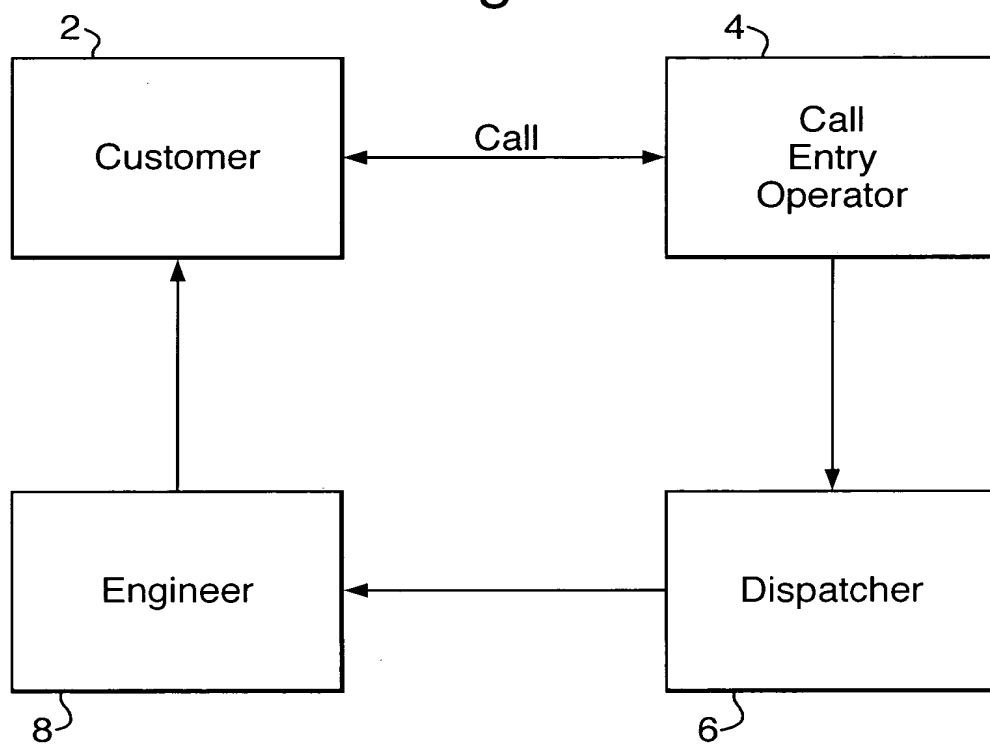 2
4
Customer
Call
Call
Entry
Operator
Engineer
Dispatcher
8
6